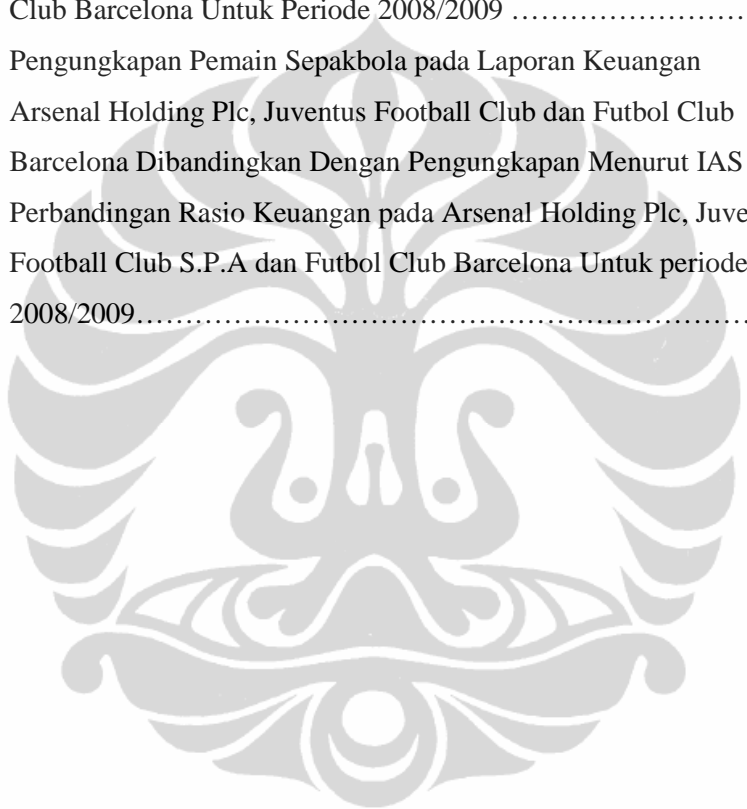 Club Barcelona Untuk Periode 2008/2009 ……………………
Pengungkapan Pemain Sepakbola pada Laporan Keuangan
Arsenal Holding Plc, Juventus Football Club dan Futbol Club
Barcelona Dibandingkan Dengan Pengungkapan Menurut IAS
Perbandingan Rasio Keuangan pada Arsenal Holding Plc, Juve
Football Club S.P.A dan Futbol Club Barcelona Untuk periode
2008/2009……………………………………………………………